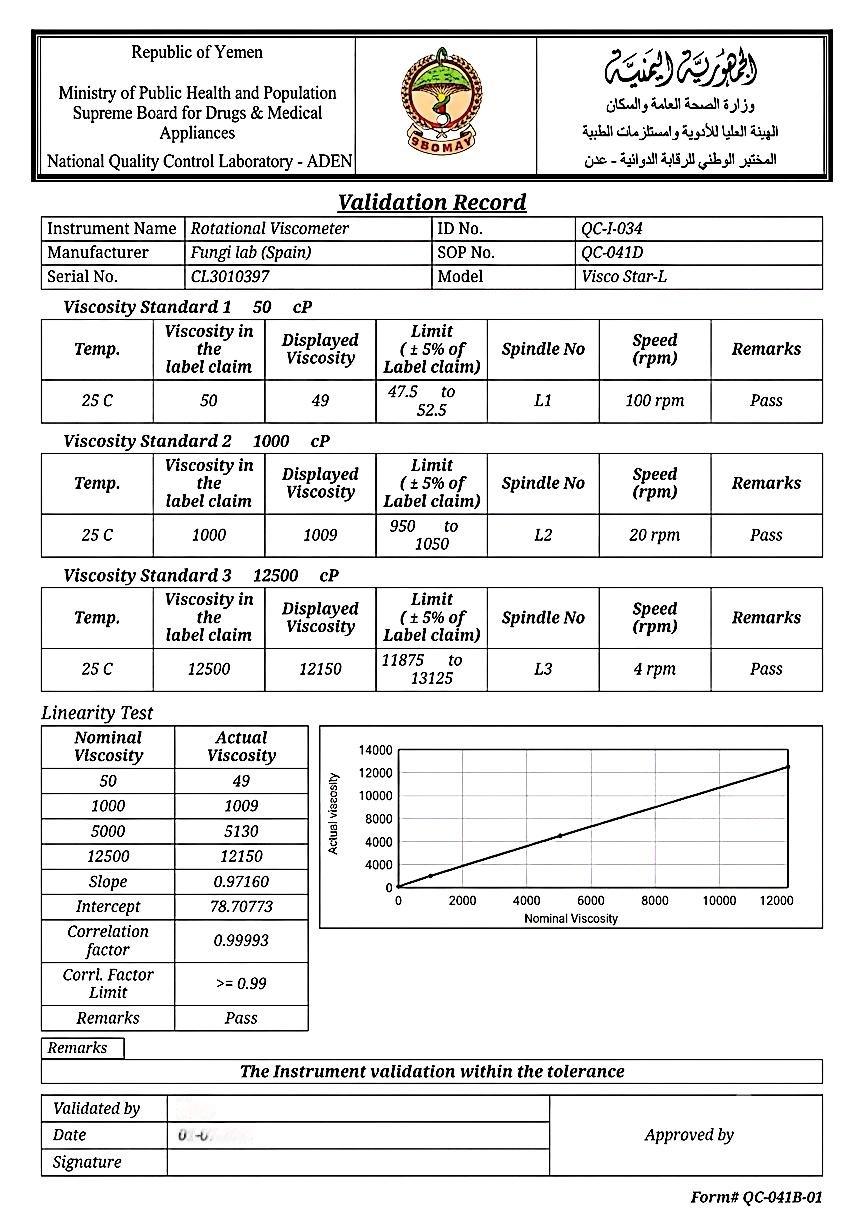 Republic of Yemen
Ministry of Public Health and Population
Supreme Board for Drugs & Medical
Appliances
National Quality Control Laboratory - ADEN
SBOMAY
الجمهورية اليمنية
وزارة الصحة العامة والسكان
الهيئة العليا للأدوية والمستلزمات الطبية
المختبر الوطني للرقابة الدوائية - عدن
Validation Record
Instrument Name Rotational Viscometer ID No. QC-I-034
Manufacturer Fungi lab (Spain) SOP No. QC-041D
Serial No. CL3010397 Model Visco Star-L
Viscosity Standard 1 50 cP
Temp. Viscosity in the label claim Displayed Viscosity Limit (± 5% of Label claim) Spindle No Speed (rpm) Remarks
25 C 50 49 47.5 to 52.5 L1 100 rpm Pass
Viscosity Standard 2 1000 cP
Temp. Viscosity in the label claim Displayed Viscosity Limit (± 5% of Label claim) Spindle No Speed (rpm) Remarks
25 C 1000 1009 950 to 1050 L2 20 rpm Pass
Viscosity Standard 3 12500 cP
Temp. Viscosity in the label claim Displayed Viscosity Limit (± 5% of Label claim) Spindle No Speed (rpm) Remarks
25 C 12500 12150 11875 to 13125 L3 4 rpm Pass
Linearity Test
Nominal Viscosity Actual Viscosity
50 49
1000 1009
5000 5130
12500 12150
Slope 0.97160
Intercept 78.70773
Correlation factor 0.99993
Corrl. Factor Limit >= 0.99
Remarks Pass
Actual viscosity
14000
12000
10000
8000
4000
4000
0
0 2000 4000 6000 8000 10000 12000
Nominal Viscosity
Remarks
The Instrument validation within the tolerance
Validated by
Date
Signature
Approved by
Form# QC-041B-01